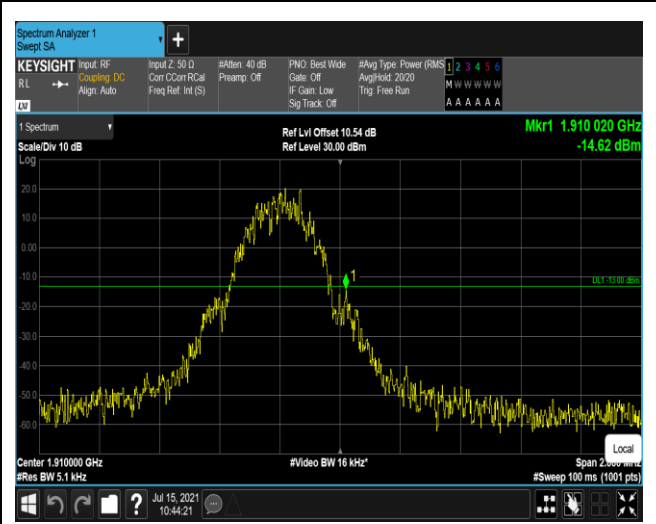 Spectrum Analyzer 1
Swept SA
+
KEYSIGHT Input: RF Input Z: 50 Ω #Atten: 40 dB PNO: Best Wide #Avg Type: Power (RMS 1 2 3 4 5 6
RL Coupling: DC Corr CCorr RCal Preamp: Off Gate: Off Avg|Hold: 20/20 M W W W W W
Align: Auto Freq Ref: Int (S) IF Gain: Low Trig: Free Run
Sig Track: Off A A A A A A
1 Spectrum
Scale/Div 10 dB
Ref Lvl Offset 10.54 dB
Ref Level 30.00 dBm
Mkr1 1.910 020 GHz
-14.62 dBm
Log
20.0
10.0
0.00
-10.0
1
DL1 -13.00 dBm
-20.0
-30.0
-40.0
-50.0
-60.0
Local
Center 1.910000 GHz #Video BW 16 kHz* Span
#Res BW 5.1 kHz #Sweep 100 ms (1001 pts)
? Jul 15, 2021
10:44:21